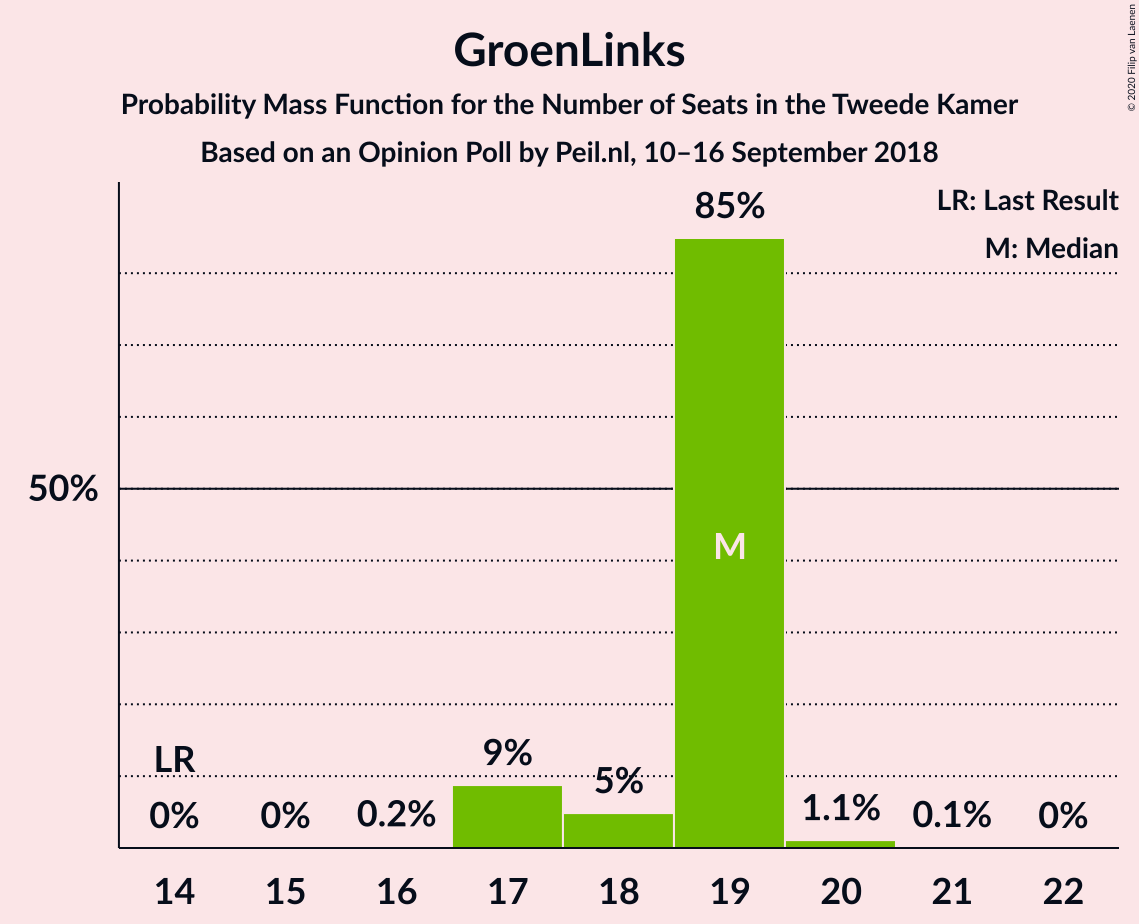 GroenLinks
Probability Mass Function for the Number of Seats in the Tweede Kamer
Based on an Opinion Poll by Peil.nl, 10–16 September 2018
© 2020 Filip van Laenen
LR: Last Result
M: Median
85%
50%
M
LR
9%
5%
0%
0%
0.2%
1.1%
0.1%
0%
14
15
16
17
18
19
20
21
22